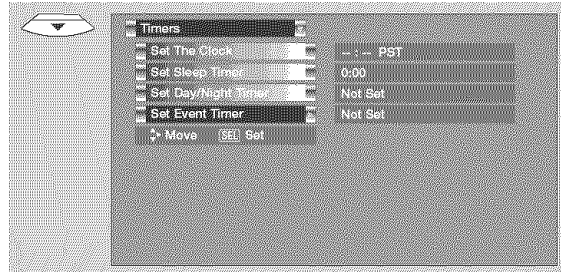 Timers
Set The Clock -- : -- PST
Set Sleep Timer 0:00
Set Day/Night Timer Not Set
Set Event Timer Not Set
Move SEL Set